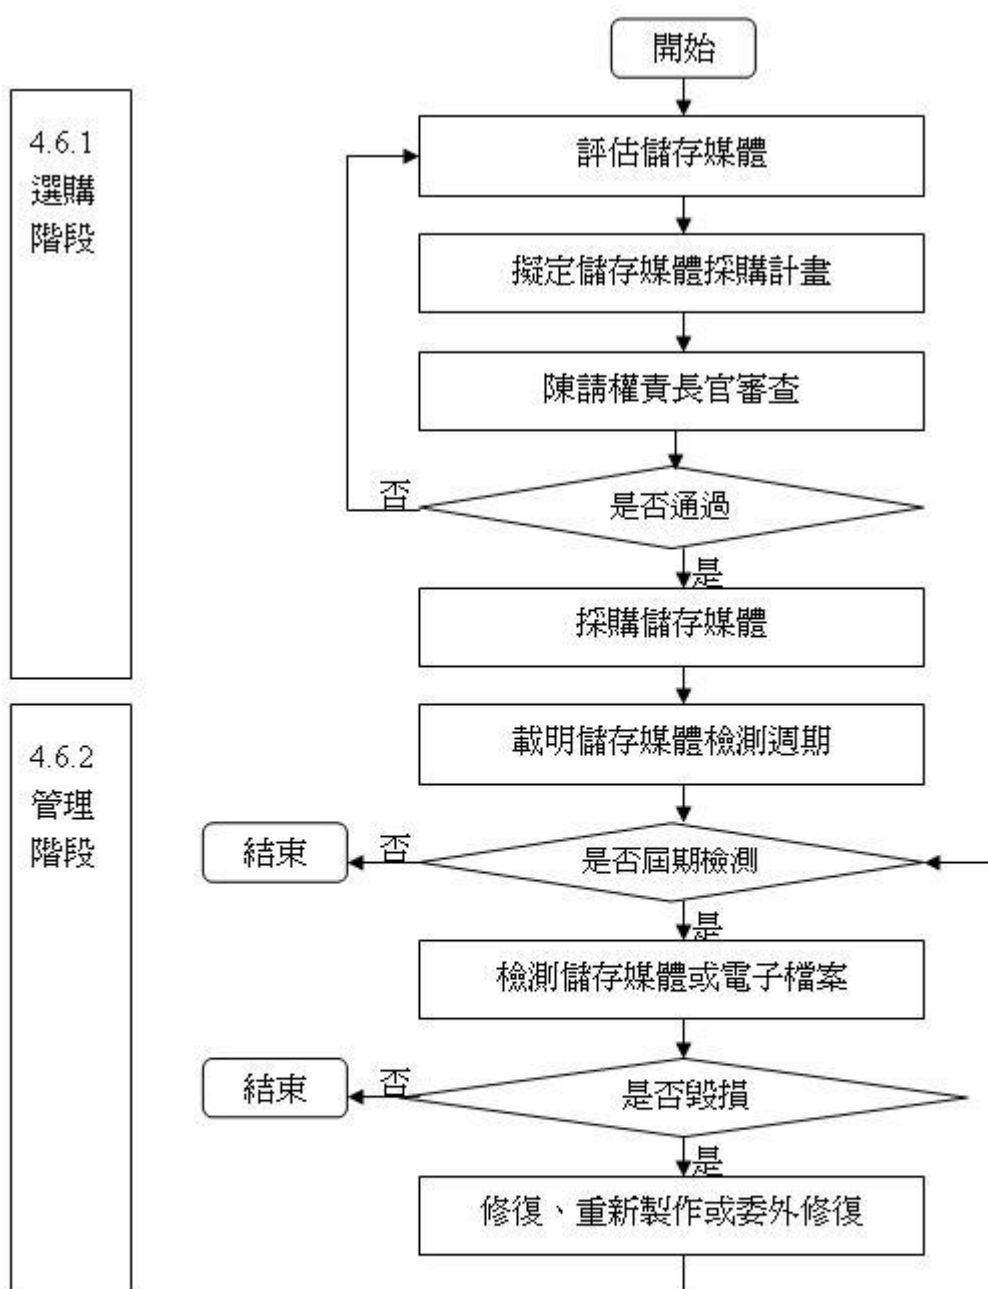 開始
4.6.1
選購
階段
評估儲存媒體
擬定儲存媒體採購計畫
陳請權責長官審查
否
是否通過
是
採購儲存媒體
4.6.2
管理
階段
載明儲存媒體檢測週期
結束
否
是否屆期檢測
是
檢測儲存媒體或電子檔案
結束
否
是否毀損
是
修復、重新製作或委外修復